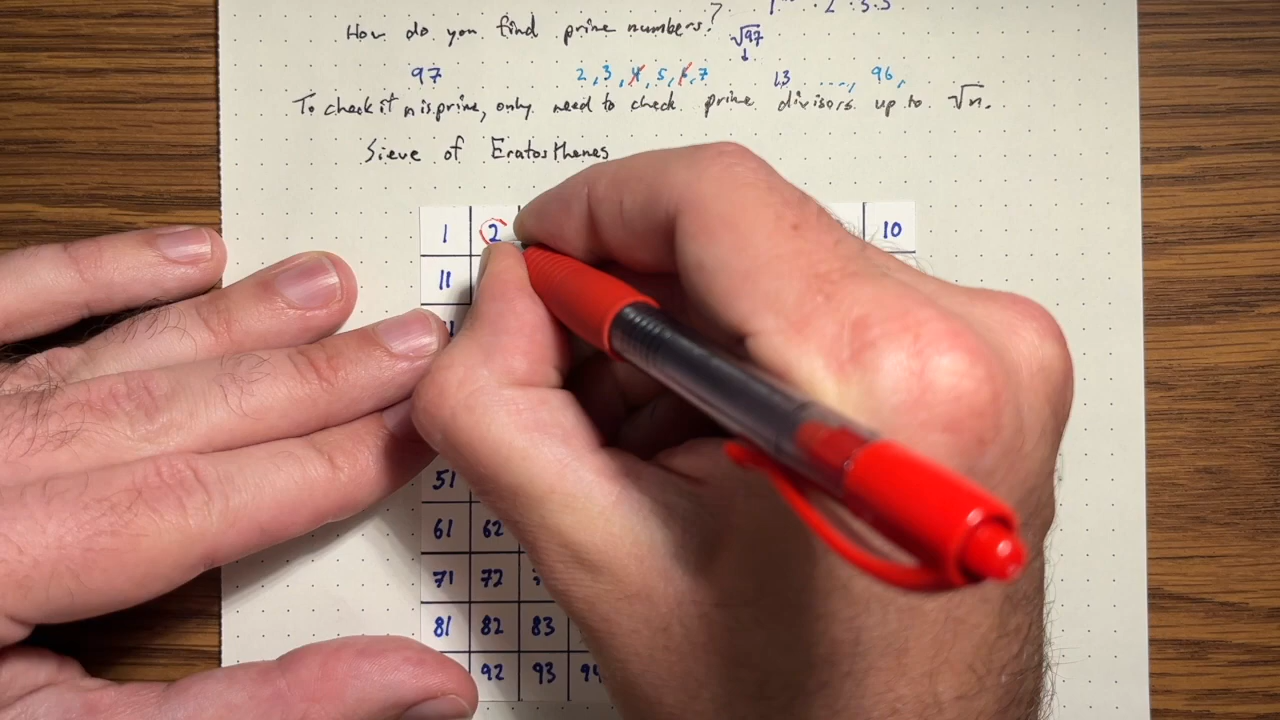 How do you find prime numbers?
√97
↓
97 2, 3, 4, 5, 6, 7 13 ...., 96,
To check if n is prime, only need to check prime divisors up to √n.
Sieve of Eratosthenes
1 2 10
11
51
61 62
71 72
81 82 83
92 93 94